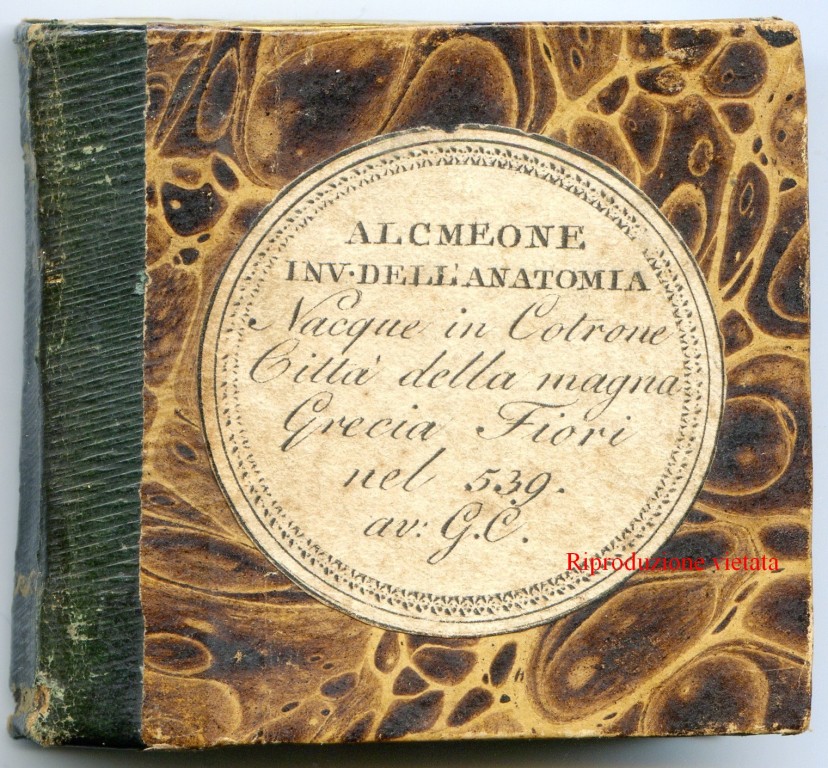 ALCMEONE
INV·DELL'ANATOMIA
Nacque in Cotrone
Città della magna
Grecia Fiorì
nel 539.
av: G.C.
Riproduzione vietata